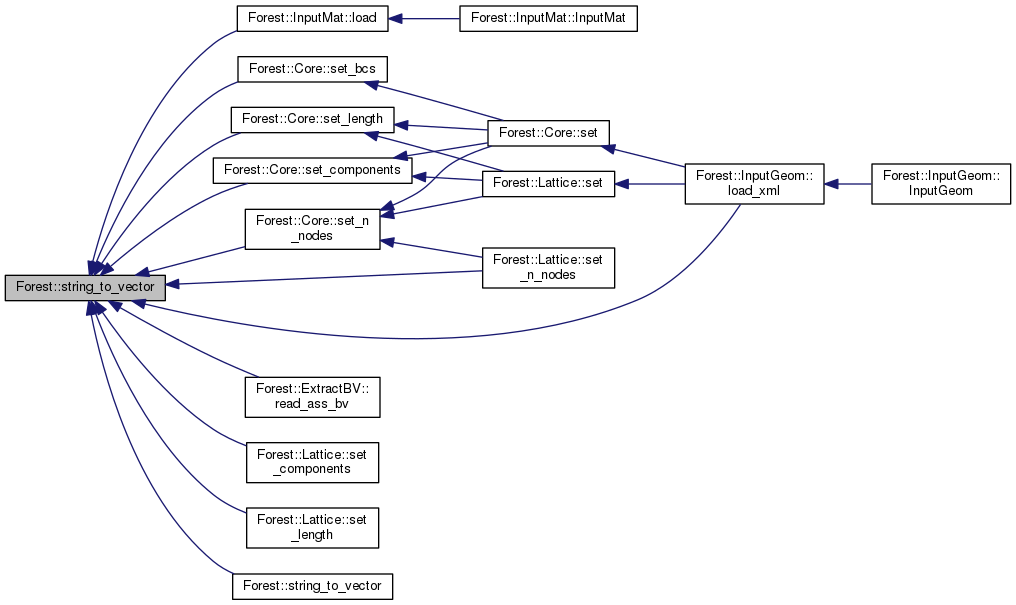 Forest::InputMat::load
Forest::InputMat::InputMat
Forest::Core::set_bcs
Forest::Core::set_length
Forest::Core::set
Forest::Core::set_components
Forest::Lattice::set
Forest::InputGeom::
load_xml
Forest::InputGeom::
InputGeom
Forest::Core::set_n
_nodes
Forest::Lattice::set
_n_nodes
Forest::string_to_vector
Forest::ExtractBV::
read_ass_bv
Forest::Lattice::set
_components
Forest::Lattice::set
_length
Forest::string_to_vector